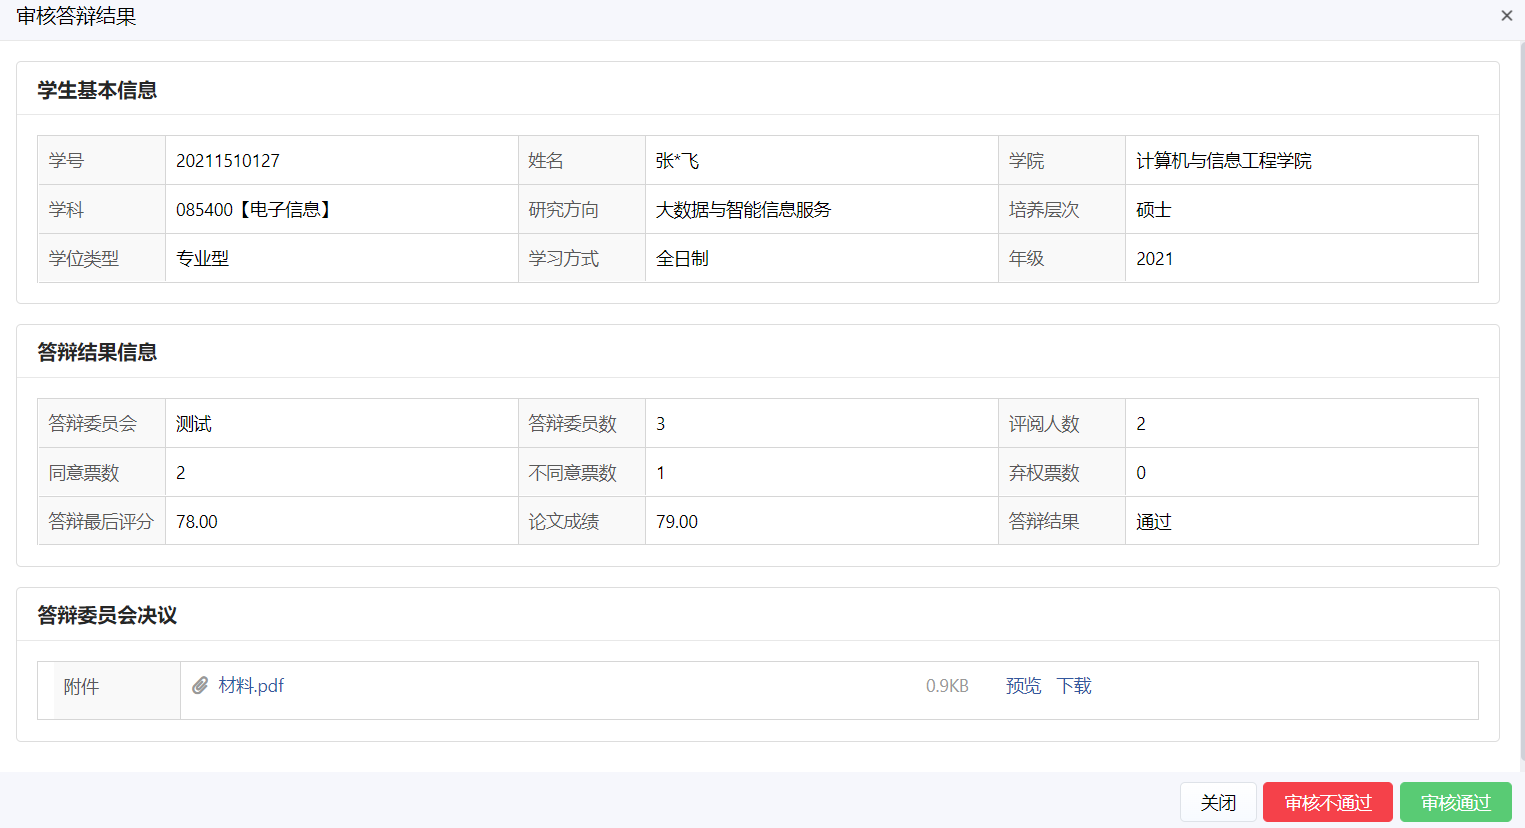 审核答辩结果
×
学生基本信息
学号 20211510127 姓名 张*飞 学院 计算机与信息工程学院
学科 085400【电子信息】 研究方向 大数据与智能信息服务 培养层次 硕士
学位类型 专业型 学习方式 全日制 年级 2021
答辩结果信息
答辩委员会 测试 答辩委员数 3 评阅人数 2
同意票数 2 不同意票数 1 弃权票数 0
答辩最后评分 78.00 论文成绩 79.00 答辩结果 通过
答辩委员会决议
附件 材料.pdf 0.9KB 预览 下载
关闭 审核不通过 审核通过